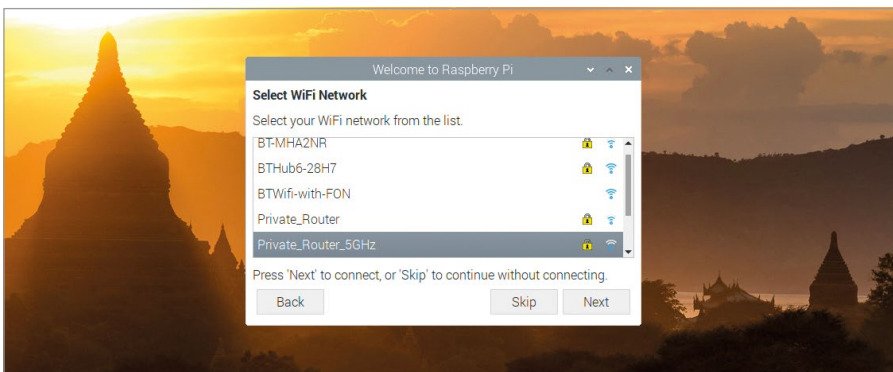 Welcome to Raspberry Pi
Select WiFi Network
Select your WiFi network from the list.
BT-MHA2NR
BTHub6-28H7
BTWifi-with-FON
Private_Router
Private_Router_5GHz
Press 'Next' to connect, or 'Skip' to continue without connecting.
Back Skip Next